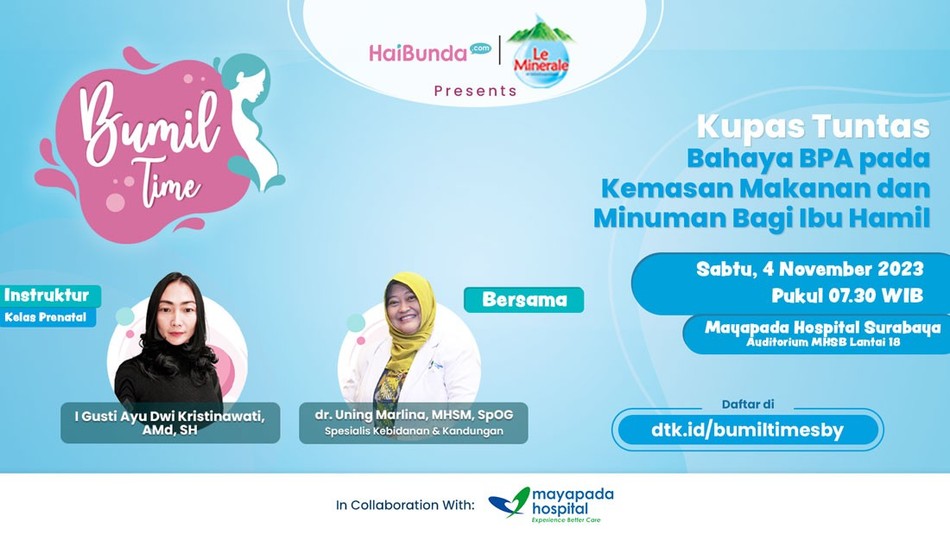 HaiBunda.com
Le
Minerale
Presents
Bumil
Time
Kupas Tuntas
Bahaya BPA pada
Kemasan Makanan dan
Minuman Bagi Ibu Hamil
Sabtu, 4 November 2023
Pukul 07.30 WIB
Mayapada Hospital Surabaya
Auditorium MHSB Lantai 18
Instruktur
Kelas Prenatal
Bersama
I Gusti Ayu Dwi Kristinawati,
AMd, SH
dr. Uning Marlina, MHSM, SpOG
Spesialis Kebidanan & Kandungan
Daftar di
dtk.id/bumiltimesby
In Collaboration With:
mayapada
hospital
Experience Better Care